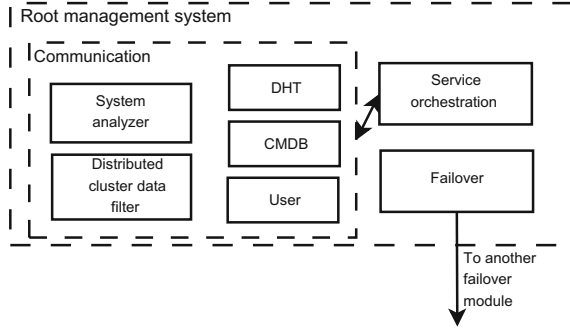 Root management system
Communication
System
analyzer
Distributed
cluster data
filter
DHT
CMDB
User
Service
orchestration
Failover
To another
failover
module